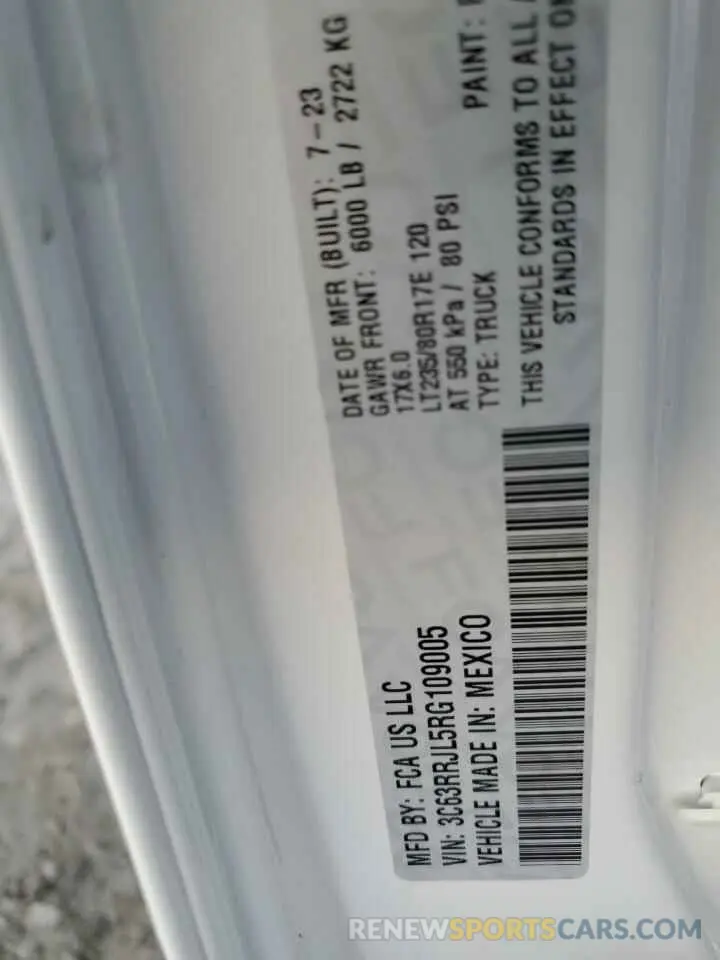 MFD BY: FCA US LLC
DATE OF MFR (BUILT): 7-23
GAWR FRONT: 6000 LB / 2722 KG
17X6.0
LT235/80R17E 120
AT 550 kPa / 80 PSI
TYPE: TRUCK
PAINT:
VIN: 3C63RRJL5RG109005
VEHICLE MADE IN: MEXICO
THIS VEHICLE CONFORMS TO ALL
STANDARDS IN EFFECT
RENEWSPORTSCARS.COM